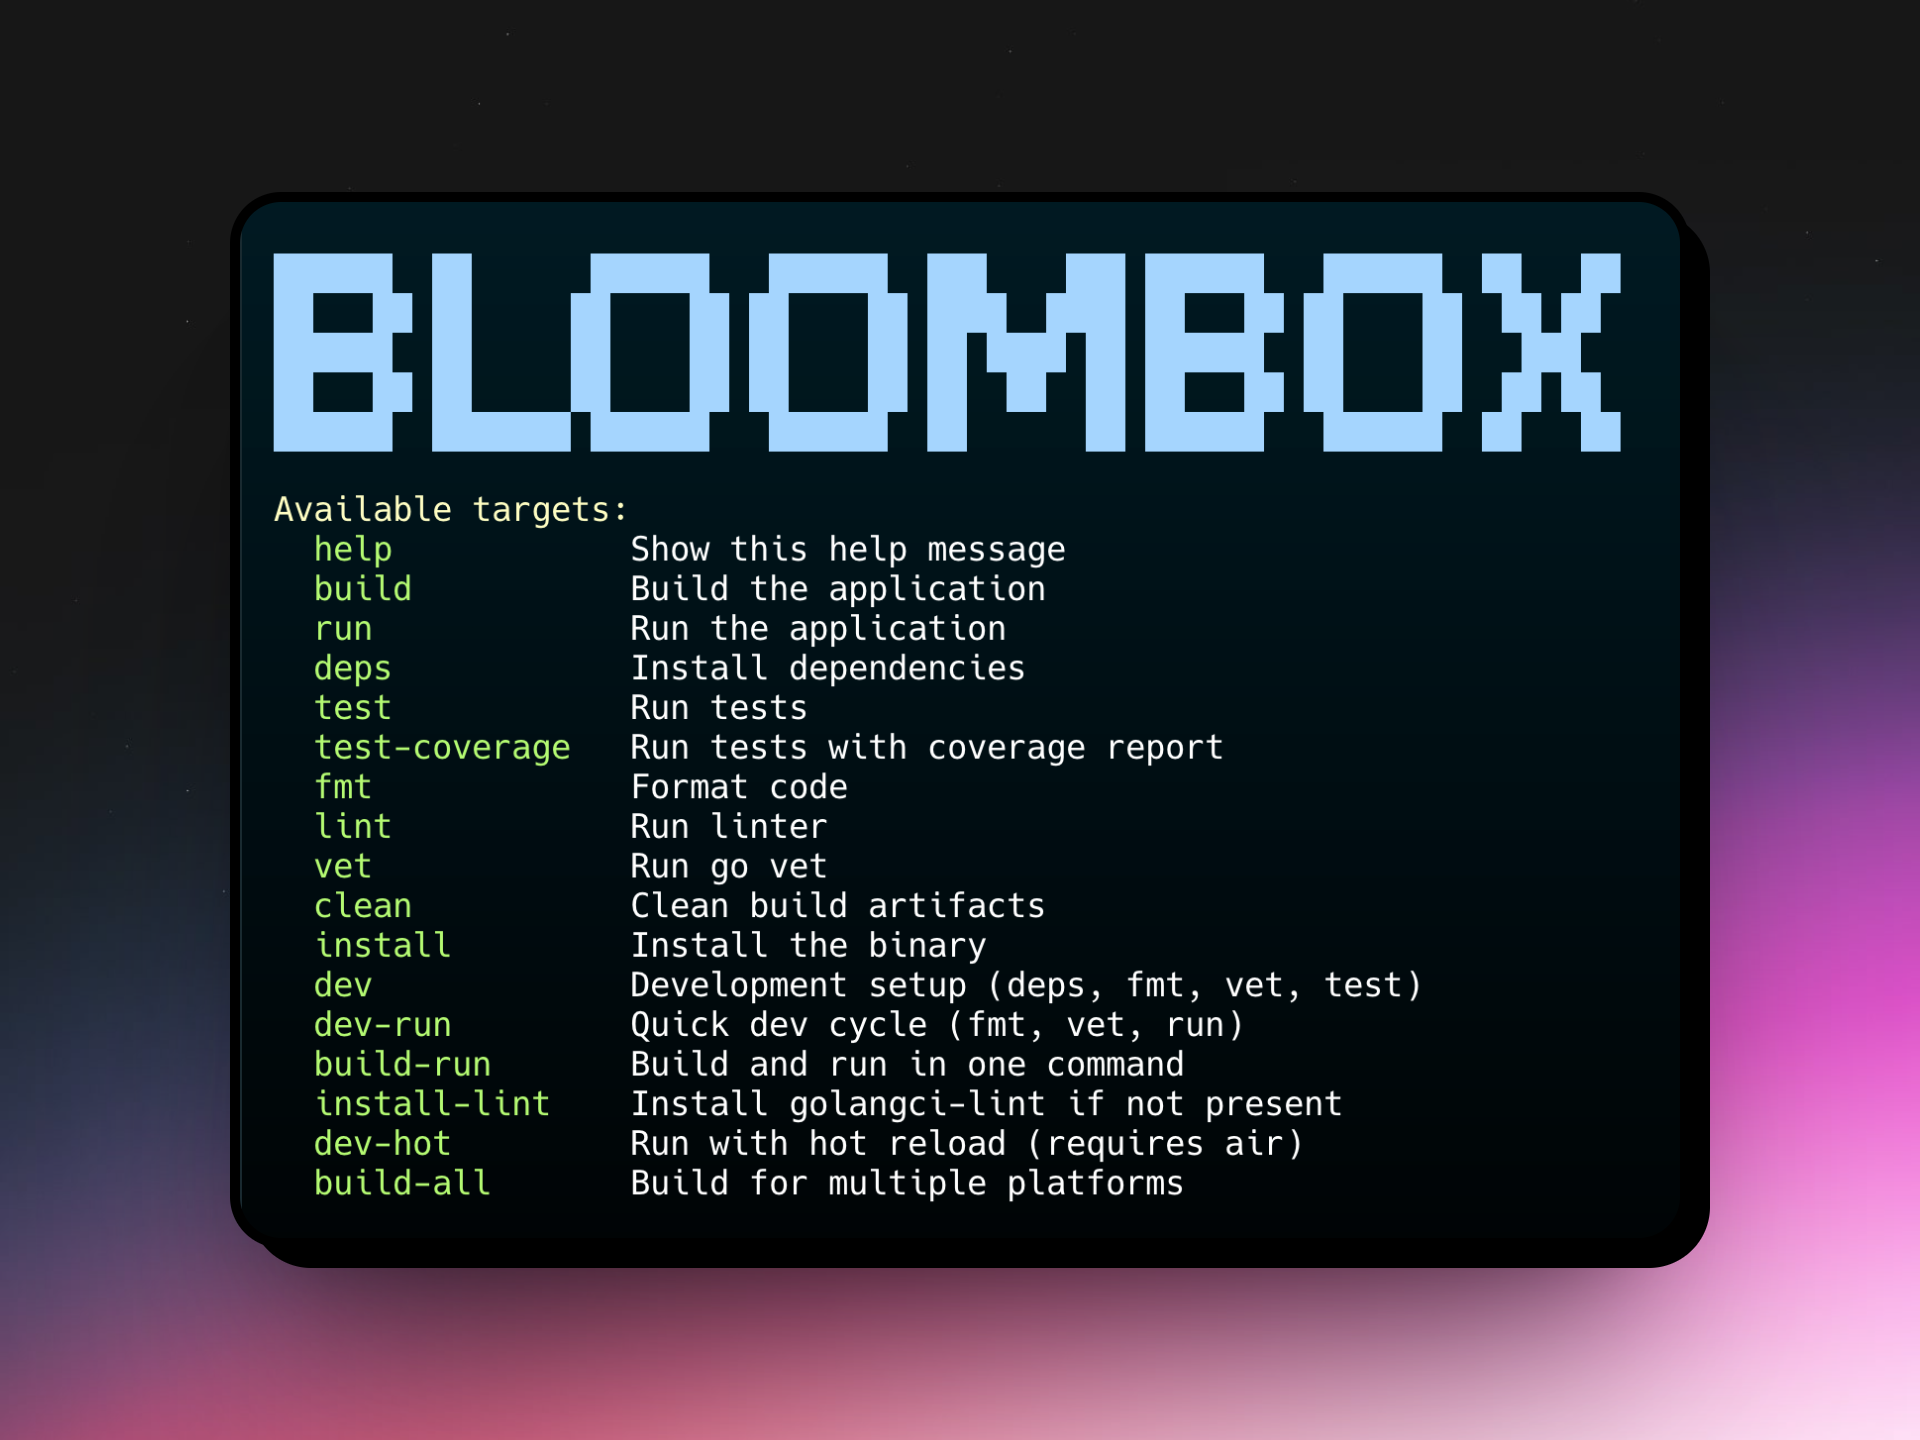 BLOOMBOX
Available targets:
help Show this help message
build Build the application
run Run the application
deps Install dependencies
test Run tests
test-coverage Run tests with coverage report
fmt Format code
lint Run linter
vet Run go vet
clean Clean build artifacts
install Install the binary
dev Development setup (deps, fmt, vet, test)
dev-run Quick dev cycle (fmt, vet, run)
build-run Build and run in one command
install-lint Install golangci-lint if not present
dev-hot Run with hot reload (requires air)
build-all Build for multiple platforms